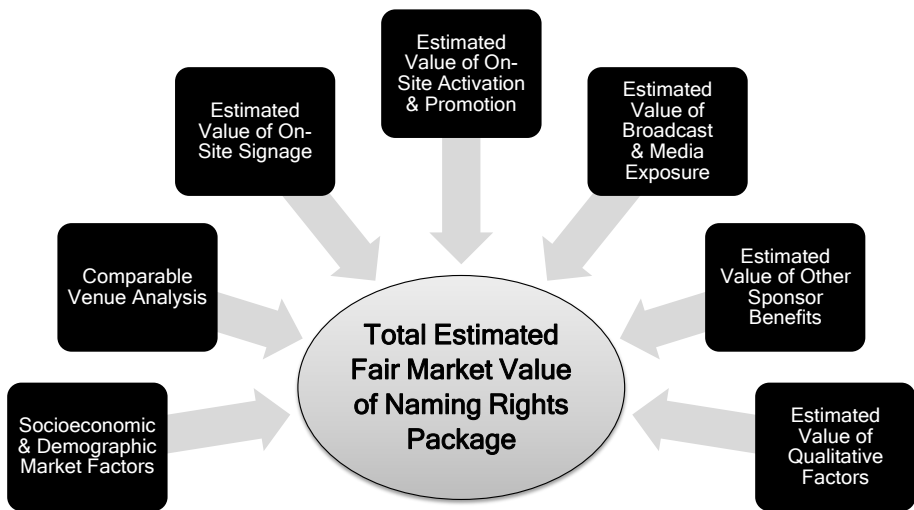 Estimated
Value of On-
Site Activation
& Promotion
Estimated
Value of On-
Site Signage
Estimated
Value of
Broadcast
& Media
Exposure
Comparable
Venue Analysis
Estimated
Value of Other
Sponsor
Benefits
Total Estimated
Fair Market Value
of Naming Rights
Package
Socioeconomic
& Demographic
Market Factors
Estimated
Value of
Qualitative
Factors